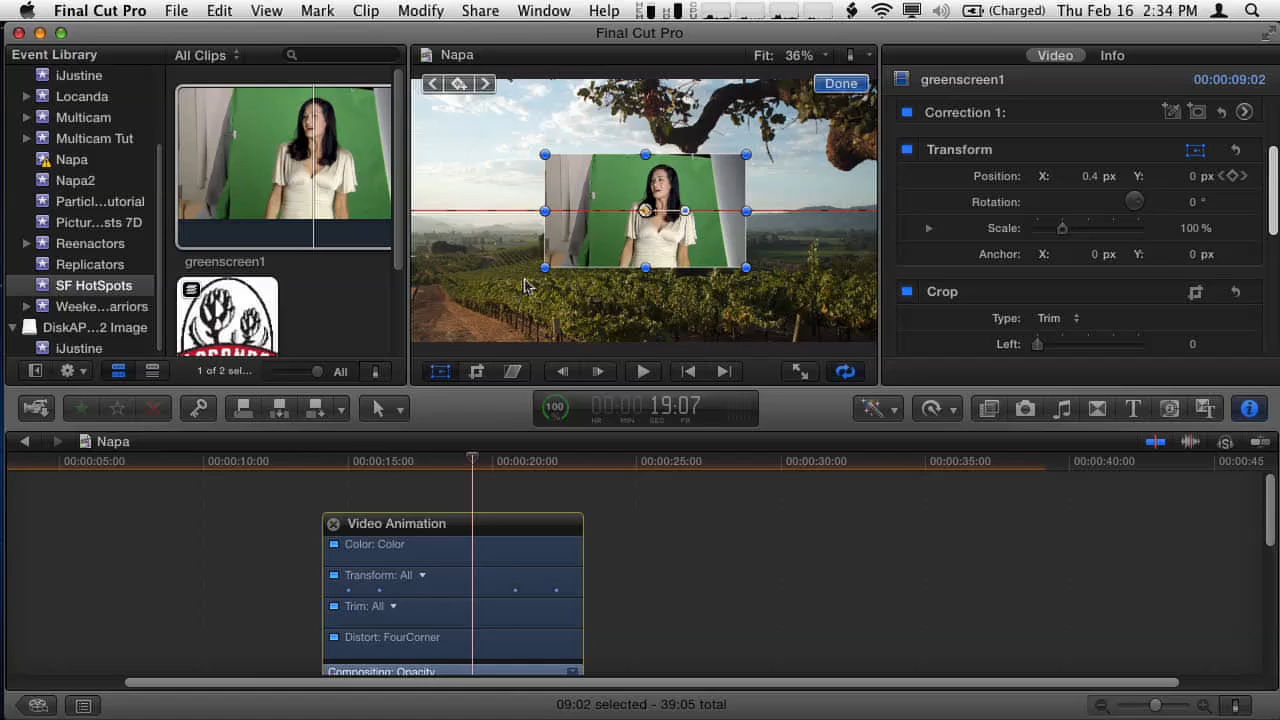 Final Cut Pro File Edit View Mark Clip Modify Share Window Help (Charged) Thu Feb 16 2:34 PM
Final Cut Pro
Event Library
iJustine
Locanda
Multicam
Multicam Tut
Napa
Napa2
Particl...utorial
Pictur...sts 7D
Reenactors
Replicators
SF HotSpots
Weeke...arriors
DiskAP...2 Image
iJustine
All Clips
greenscreen1
1 of 2 sel...
All
Napa
Fit: 36%
Done
Video Info
greenscreen1 00:00:09:02
Correction 1:
Transform
Position: X: 0.4 px Y: 0 px
Rotation: 0 °
Scale: 100 %
Anchor: X: 0 px Y: 0 px
Crop
Type: Trim
Left: 0
100 00:00:19:07
HR MIN SEC FR
Napa
00:00:05:00 00:00:10:00 00:00:15:00 00:00:20:00 00:00:25:00 00:00:30:00 00:00:35:00 00:00:40:00 00:00:45
Video Animation
Color: Color
Transform: All
Trim: All
Distort: FourCorner
Compositing: Opacity
09:02 selected - 39:05 total